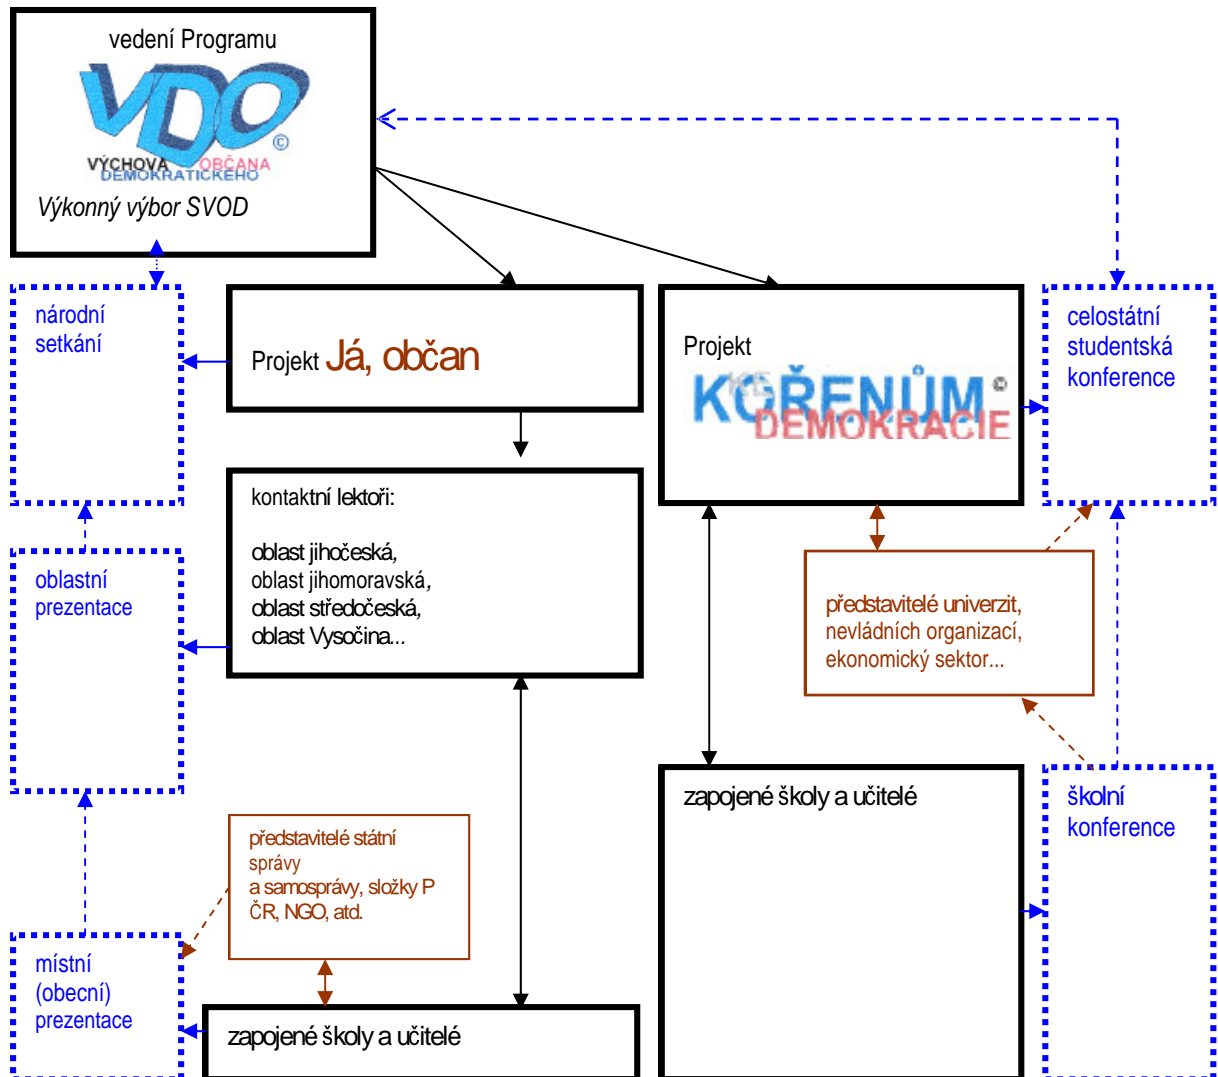 vedení Programu
VDO ©
VÝCHOVA OBČANA
DEMOKRATICKÉHO
Výkonný výbor SVOD
národní
setkání
Projekt Já, občan
Projekt
KE
KOŘENŮM ©
DEMOKRACIE
celostátní
studentská
konference
kontaktní lektoři:
oblast jihočeská,
oblast jihomoravská,
oblast středočeská,
oblast Vysočina...
oblastní
prezentace
představitelé univerzit,
nevládních organizací,
ekonomický sektor...
zapojené školy a učitelé
školní
konference
představitelé státní
správy
a samosprávy, složky P
ČR, NGO, atd.
místní
(obecní)
prezentace
zapojené školy a učitelé